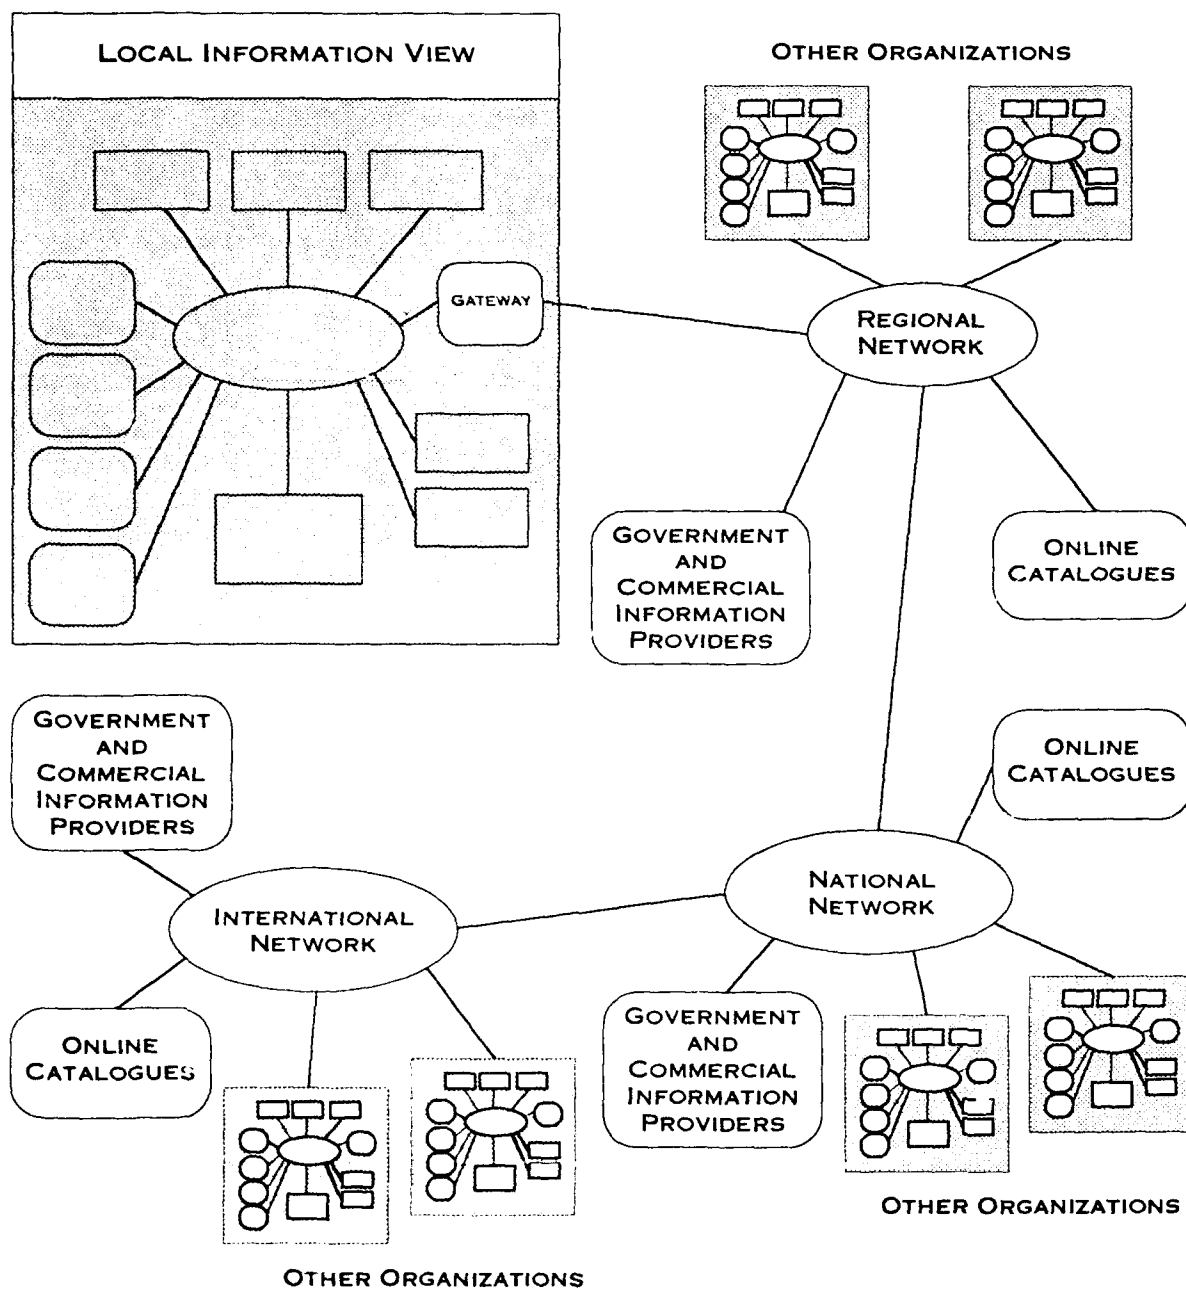 LOCAL INFORMATION VIEW
OTHER ORGANIZATIONS
GATEWAY
REGIONAL
NETWORK
GOVERNMENT
AND
COMMERCIAL
INFORMATION
PROVIDERS
ONLINE
CATALOGUES
GOVERNMENT
AND
COMMERCIAL
INFORMATION
PROVIDERS
ONLINE
CATALOGUES
INTERNATIONAL
NETWORK
NATIONAL
NETWORK
ONLINE
CATALOGUES
GOVERNMENT
AND
COMMERCIAL
INFORMATION
PROVIDERS
OTHER ORGANIZATIONS
OTHER ORGANIZATIONS